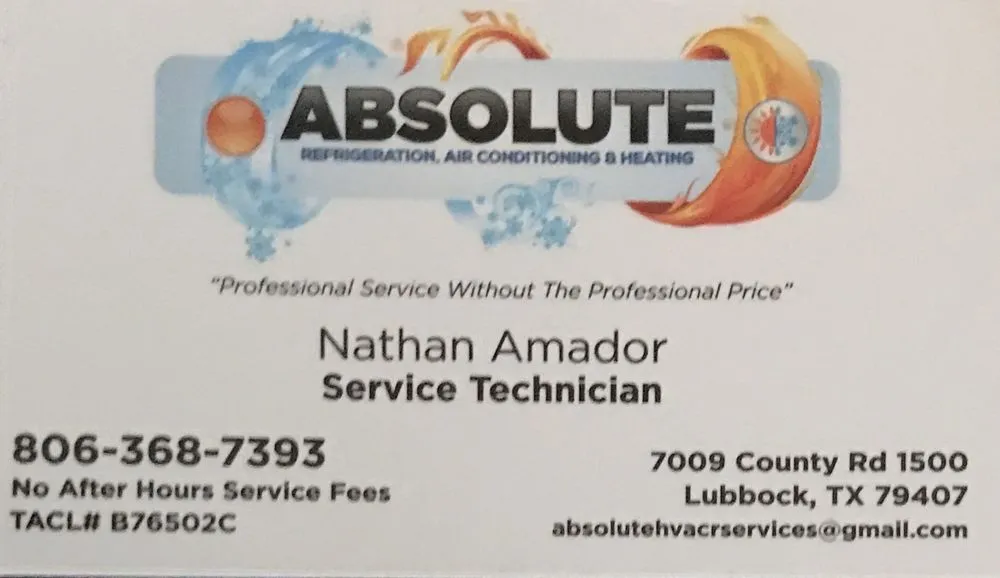 ABSOLUTE
REFRIGERATION, AIR CONDITIONING & HEATING
"Professional Service Without The Professional Price"
Nathan Amador
Service Technician
806-368-7393
No After Hours Service Fees
TACL# B76502C
7009 County Rd 1500
Lubbock, TX 79407
absolutehvacrservices@gmail.com